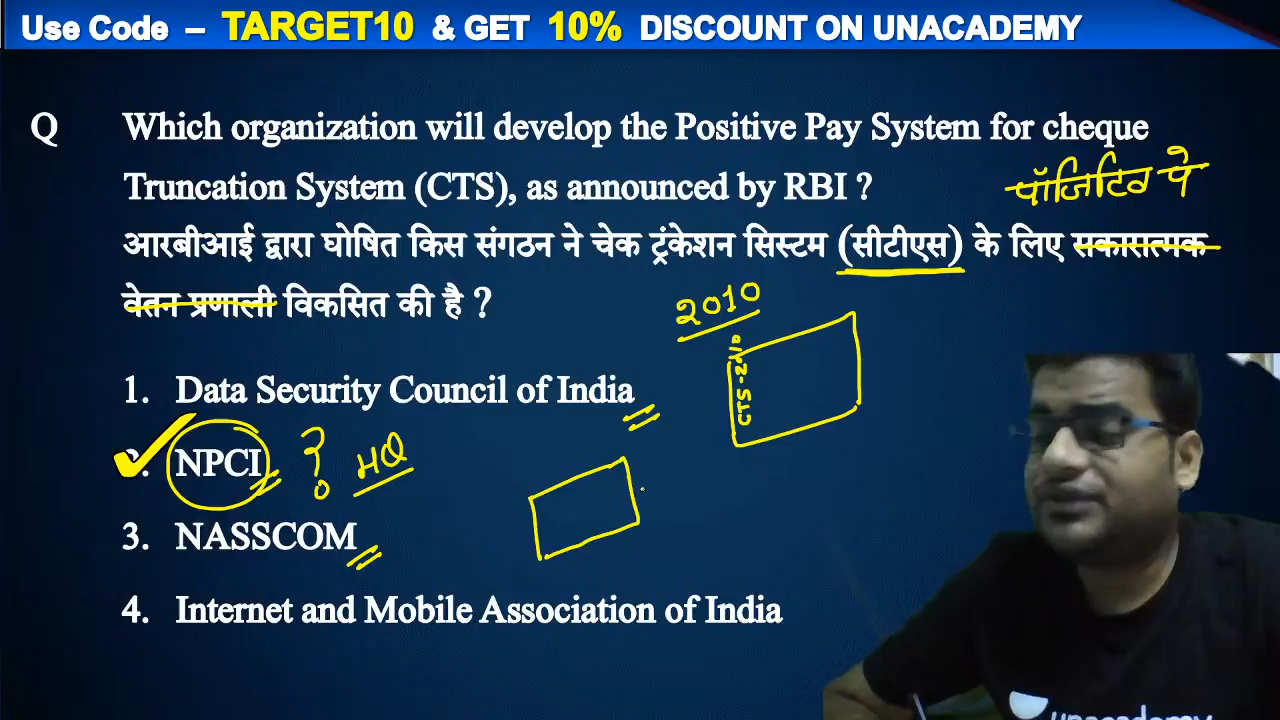 Use Code – TARGET10 & GET 10% DISCOUNT ON UNACADEMY
Q Which organization will develop the Positive Pay System for cheque
Truncation System (CTS), as announced by RBI ?
पॉजिटिव पे
आरबीआई द्वारा घोषित किस संगठन ने चेक ट्रंकेशन सिस्टम (सीटीएस) के लिए सकारात्मक
वेतन प्रणाली विकसित की है ?
2010
CTS-2010
1. Data Security Council of India
2. NPCI ? HQ
3. NASSCOM
4. Internet and Mobile Association of India
unacademy